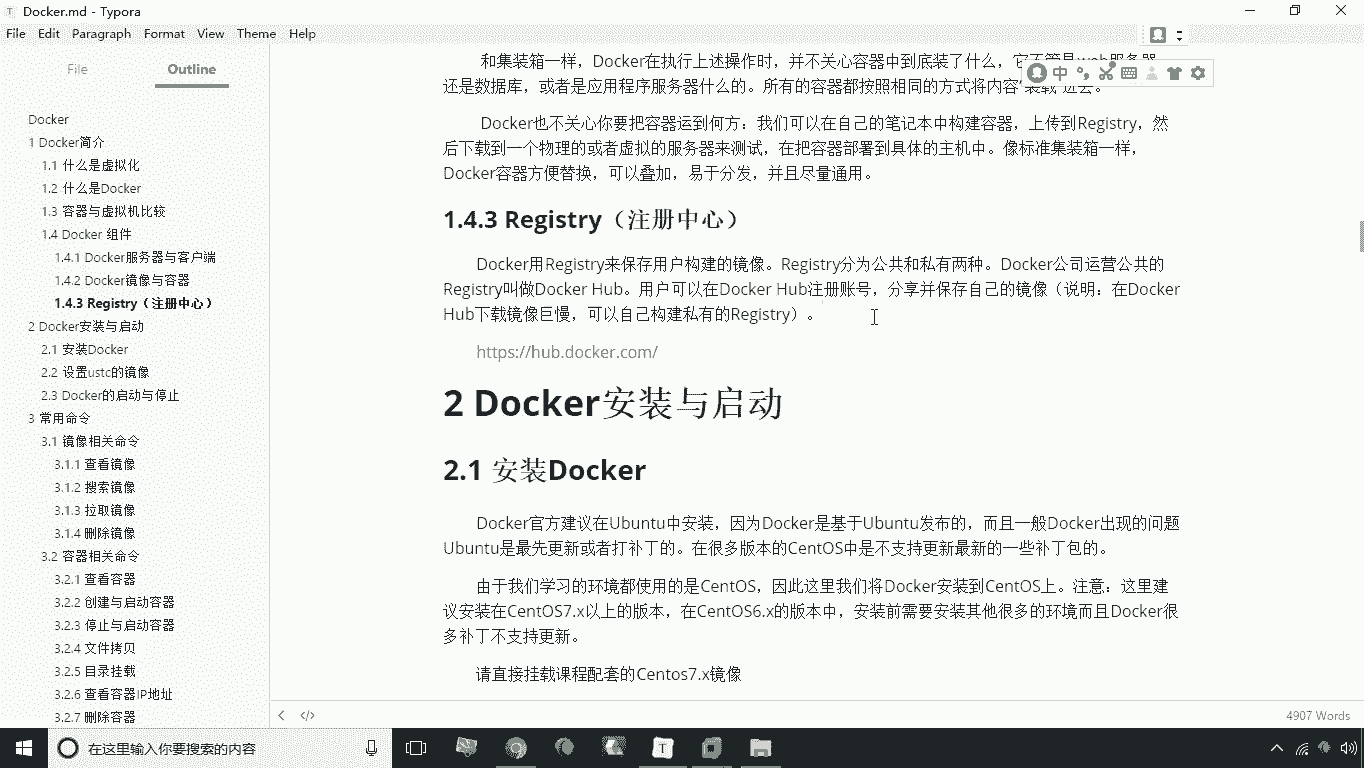 Docker.md - Typora
File Edit Paragraph Format View Theme Help
File Outline
Docker
1 Docker简介
1.1 什么是虚拟化
1.2 什么是Docker
1.3 容器与虚拟机比较
1.4 Docker 组件
1.4.1 Docker服务器与客户端
1.4.2 Docker镜像与容器
1.4.3 Registry（注册中心）
2 Docker安装与启动
2.1 安装Docker
2.2 设置ustc的镜像
2.3 Docker的启动与停止
3 常用命令
3.1 镜像相关命令
3.1.1 查看镜像
3.1.2 搜索镜像
3.1.3 拉取镜像
3.1.4 删除镜像
3.2 容器相关命令
3.2.1 查看容器
3.2.2 创建与启动容器
3.2.3 停止与启动容器
3.2.4 文件拷贝
3.2.5 目录挂载
3.2.6 查看容器IP地址
3.2.7 删除容器
和集装箱一样，Docker在执行上述操作时，并不关心容器中到底装了什么，它不管是web服务器，
还是数据库，或者是应用程序服务器什么的。所有的容器都按照相同的方式将内容“装载”进去。
中
Docker也不关心你要把容器运到何方：我们可以在自己的笔记本中构建容器，上传到Registry，然
后下载到一个物理的或者虚拟的服务器来测试，在把容器部署到具体的主机中。像标准集装箱一样，
Docker容器方便替换，可以叠加，易于分发，并且尽量通用。
1.4.3 Registry（注册中心）
Docker用Registry来保存用户构建的镜像。Registry分为公共和私有两种。Docker公司运营公共的
Registry叫做Docker Hub。用户可以在Docker Hub注册账号，分享并保存自己的镜像（说明：在Docker
Hub下载镜像巨慢，可以自己构建私有的Registry）。
https://hub.docker.com/
2 Docker安装与启动
2.1 安装Docker
Docker官方建议在Ubuntu中安装，因为Docker是基于Ubuntu发布的，而且一般Docker出现的问题
Ubuntu是最先更新或者打补丁的。在很多版本的CentOS中是不支持更新最新的一些补丁包的。
由于我们学习的环境都使用的是CentOS，因此这里我们将Docker安装到CentOS上。注意：这里建
议安装在CentOS7.x以上的版本，在CentOS6.x的版本中，安装前需要安装其他很多的环境而且Docker很
多补丁不支持更新。
请直接挂载课程配套的Centos7.x镜像
4907 Words
在这里输入你要搜索的内容